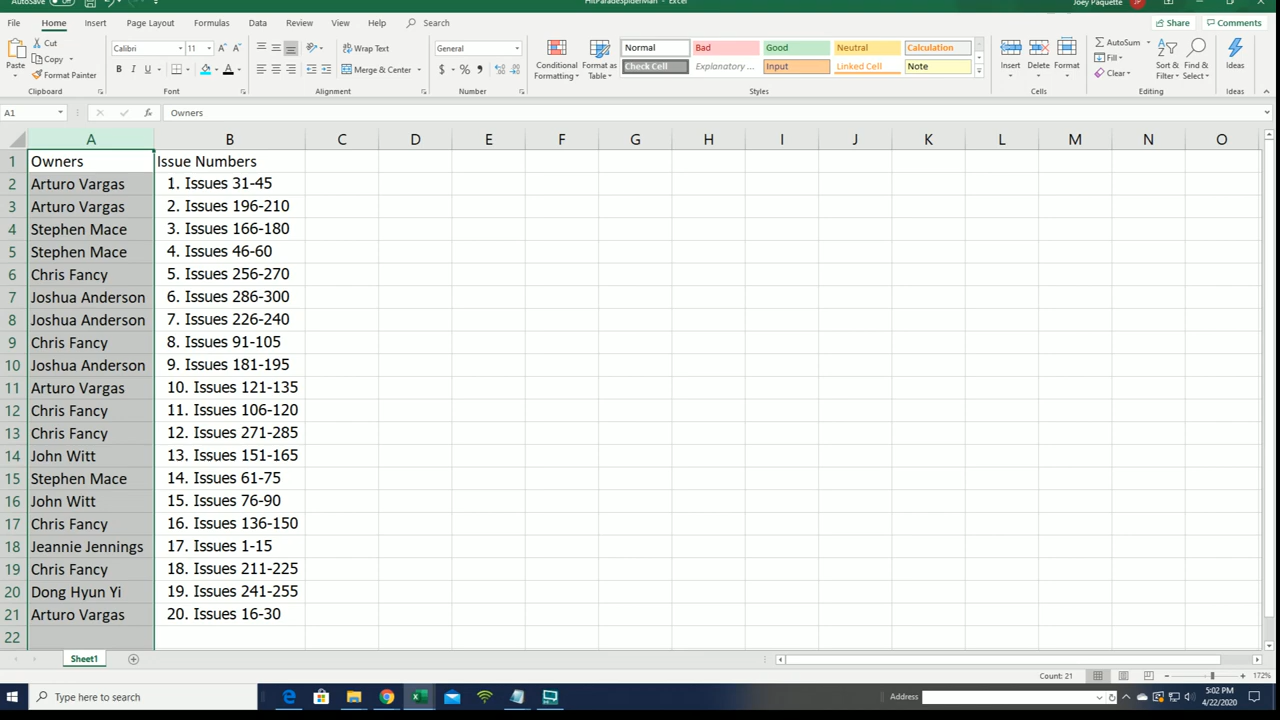 AutoSave Off HitParadeSpiderMan - Excel Joey Paquette JP
File Home Insert Page Layout Formulas Data Review View Help Search Share Comments
Paste Cut Copy Format Painter Clipboard
Calibri 11 A A B I U A Font
Wrap Text Merge & Center Alignment
General $ % , Number
Conditional Formatting Format as Table
Normal Bad Good Neutral Calculation
Check Cell Explanatory ... Input Linked Cell Note
Styles
Insert Delete Format Cells
AutoSum Fill Clear Sort & Filter Find & Select Editing
Ideas Ideas
A1 fx Owners
A B C D E F G H I J K L M N O
1 Owners Issue Numbers
2 Arturo Vargas 1. Issues 31-45
3 Arturo Vargas 2. Issues 196-210
4 Stephen Mace 3. Issues 166-180
5 Stephen Mace 4. Issues 46-60
6 Chris Fancy 5. Issues 256-270
7 Joshua Anderson 6. Issues 286-300
8 Joshua Anderson 7. Issues 226-240
9 Chris Fancy 8. Issues 91-105
10 Joshua Anderson 9. Issues 181-195
11 Arturo Vargas 10. Issues 121-135
12 Chris Fancy 11. Issues 106-120
13 Chris Fancy 12. Issues 271-285
14 John Witt 13. Issues 151-165
15 Stephen Mace 14. Issues 61-75
16 John Witt 15. Issues 76-90
17 Chris Fancy 16. Issues 136-150
18 Jeannie Jennings 17. Issues 1-15
19 Chris Fancy 18. Issues 211-225
20 Dong Hyun Yi 19. Issues 241-255
21 Arturo Vargas 20. Issues 16-30
22
Sheet1
Count: 21 172%
Type here to search Address 5:02 PM
4/22/2020